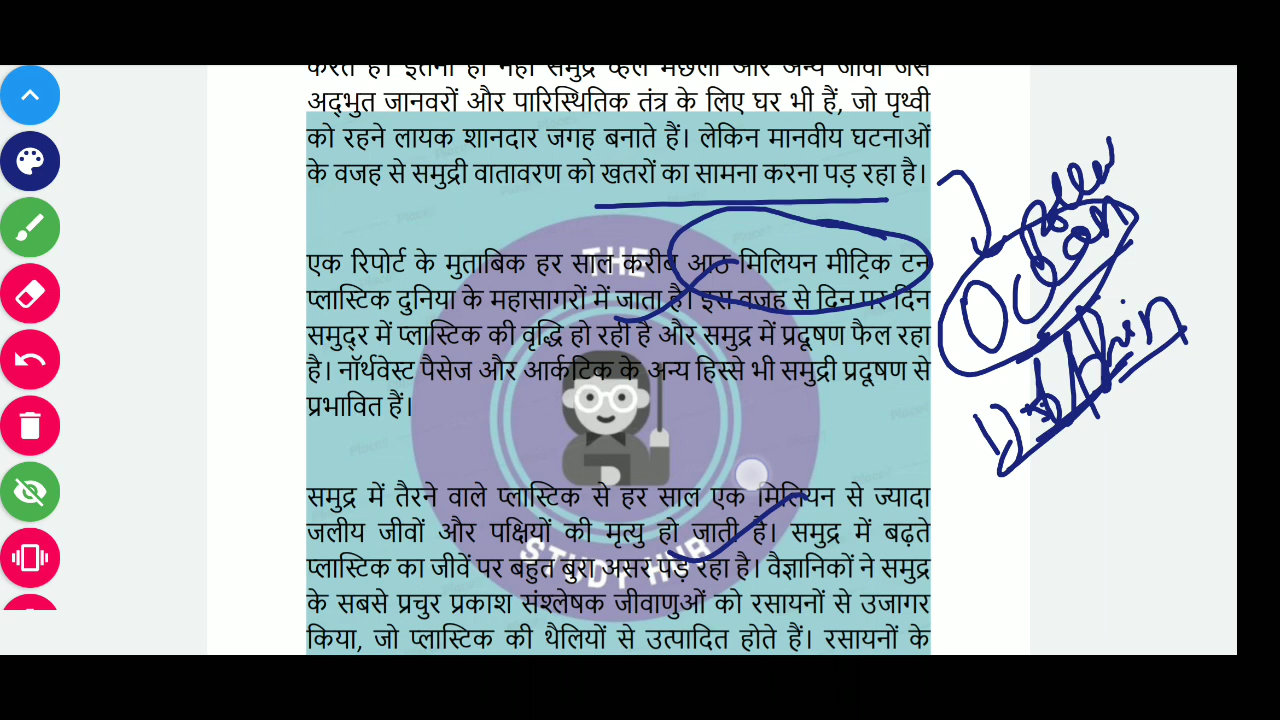 करते हैं। इतना ही नहीं समुद्र व्हेल मछली और अन्य जीवों जैसे
अद्भुत जानवरों और पारिस्थितिक तंत्र के लिए घर भी हैं, जो पृथ्वी
को रहने लायक शानदार जगह बनाते हैं। लेकिन मानवीय घटनाओं
के वजह से समुद्री वातावरण को खतरों का सामना करना पड़ रहा है।
एक रिपोर्ट के मुताबिक हर साल करीब आठ मिलियन मीट्रिक टन
प्लास्टिक दुनिया के महासागरों में जाता है। इस वजह से दिन पर दिन
समुद्र में प्लास्टिक की वृद्धि हो रही है और समुद्र में प्रदूषण फैल रहा
है। नॉर्थवेस्ट पैसेज और आर्कटिक के अन्य हिस्से भी समुद्री प्रदूषण से
प्रभावित हैं।
समुद्र में तैरने वाले प्लास्टिक से हर साल एक मिलियन से ज्यादा
जलीय जीवों और पक्षियों की मृत्यु हो जाती है। समुद्र में बढ़ते
प्लास्टिक का जीवें पर बहुत बुरा असर पड़ रहा है। वैज्ञानिकों ने समुद्र
के सबसे प्रचुर प्रकाश संश्लेषक जीवाणुओं को रसायनों से उजागर
किया, जो प्लास्टिक की थैलियों से उत्पादित होते हैं। रसायनों के
THE
STUDY HUB
Ocean